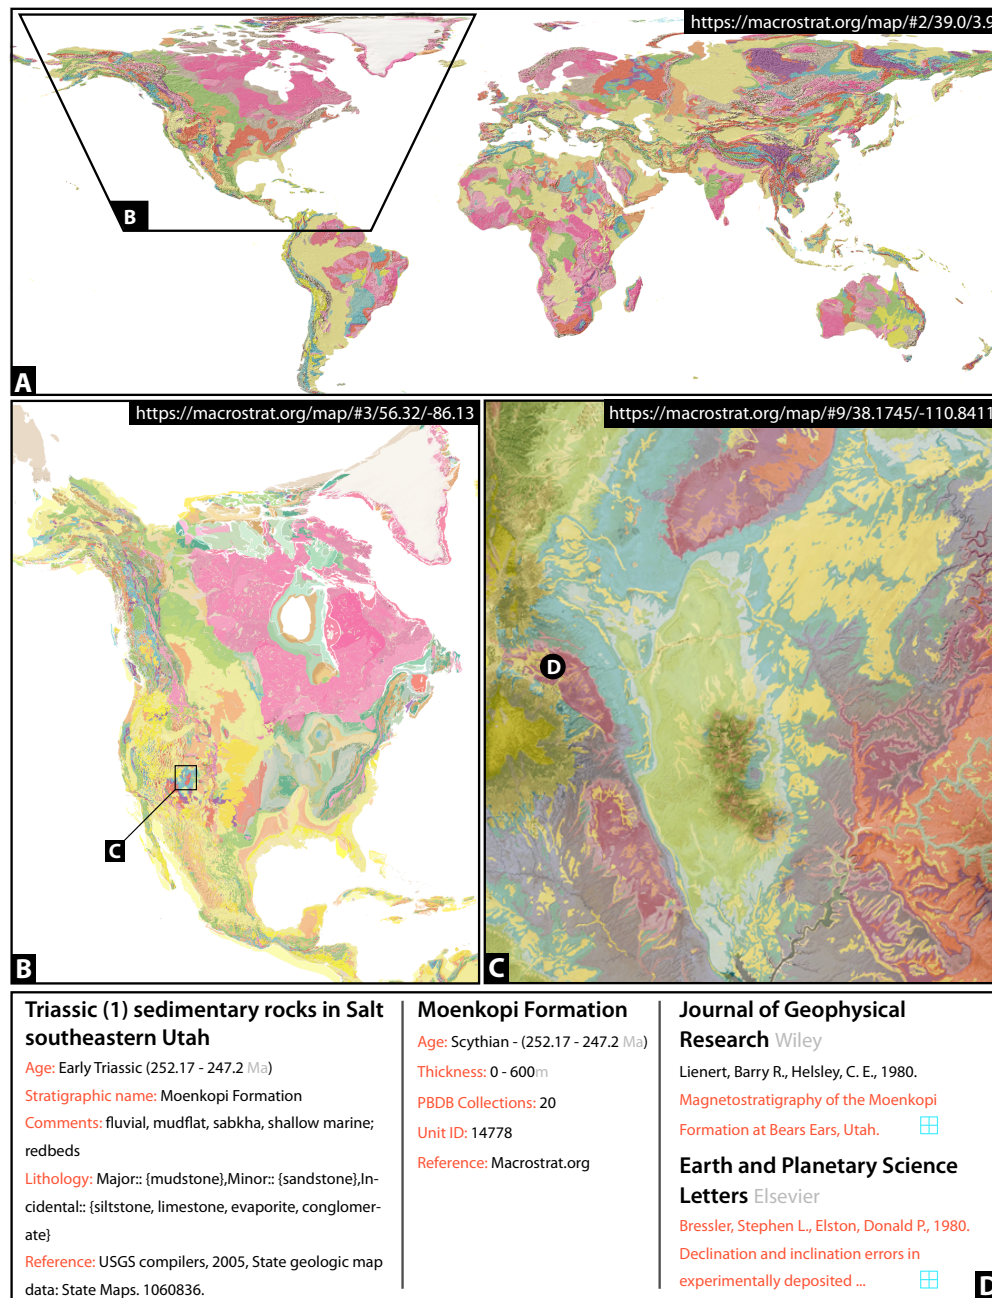 https://macrostrat.org/map/#2/39.0/3.9
B
A
https://macrostrat.org/map/#3/56.32/-86.13
https://macrostrat.org/map/#9/38.1745/-110.8411
D
C
B
C
Triassic (1) sedimentary rocks in Salt
southeastern Utah
Age: Early Triassic (252.17 - 247.2 Ma)
Stratigraphic name: Moenkopi Formation
Comments: fluvial, mudflat, sabkha, shallow marine;
redbeds
Lithology: Major:: {mudstone},Minor:: {sandstone},In-
cidental:: {siltstone, limestone, evaporite, conglomer-
ate}
Reference: USGS compilers, 2005, State geologic map
data: State Maps. 1060836.
Moenkopi Formation
Age: Scythian - (252.17 - 247.2 Ma)
Thickness: 0 - 600m
PBDB Collections: 20
Unit ID: 14778
Reference: Macrostrat.org
Journal of Geophysical
Research Wiley
Lienert, Barry R., Helsley, C. E., 1980.
Magnetostratigraphy of the Moenkopi
Formation at Bears Ears, Utah.
Earth and Planetary Science
Letters Elsevier
Bressler, Stephen L., Elston, Donald P., 1980.
Declination and inclination errors in
experimentally deposited ...
D